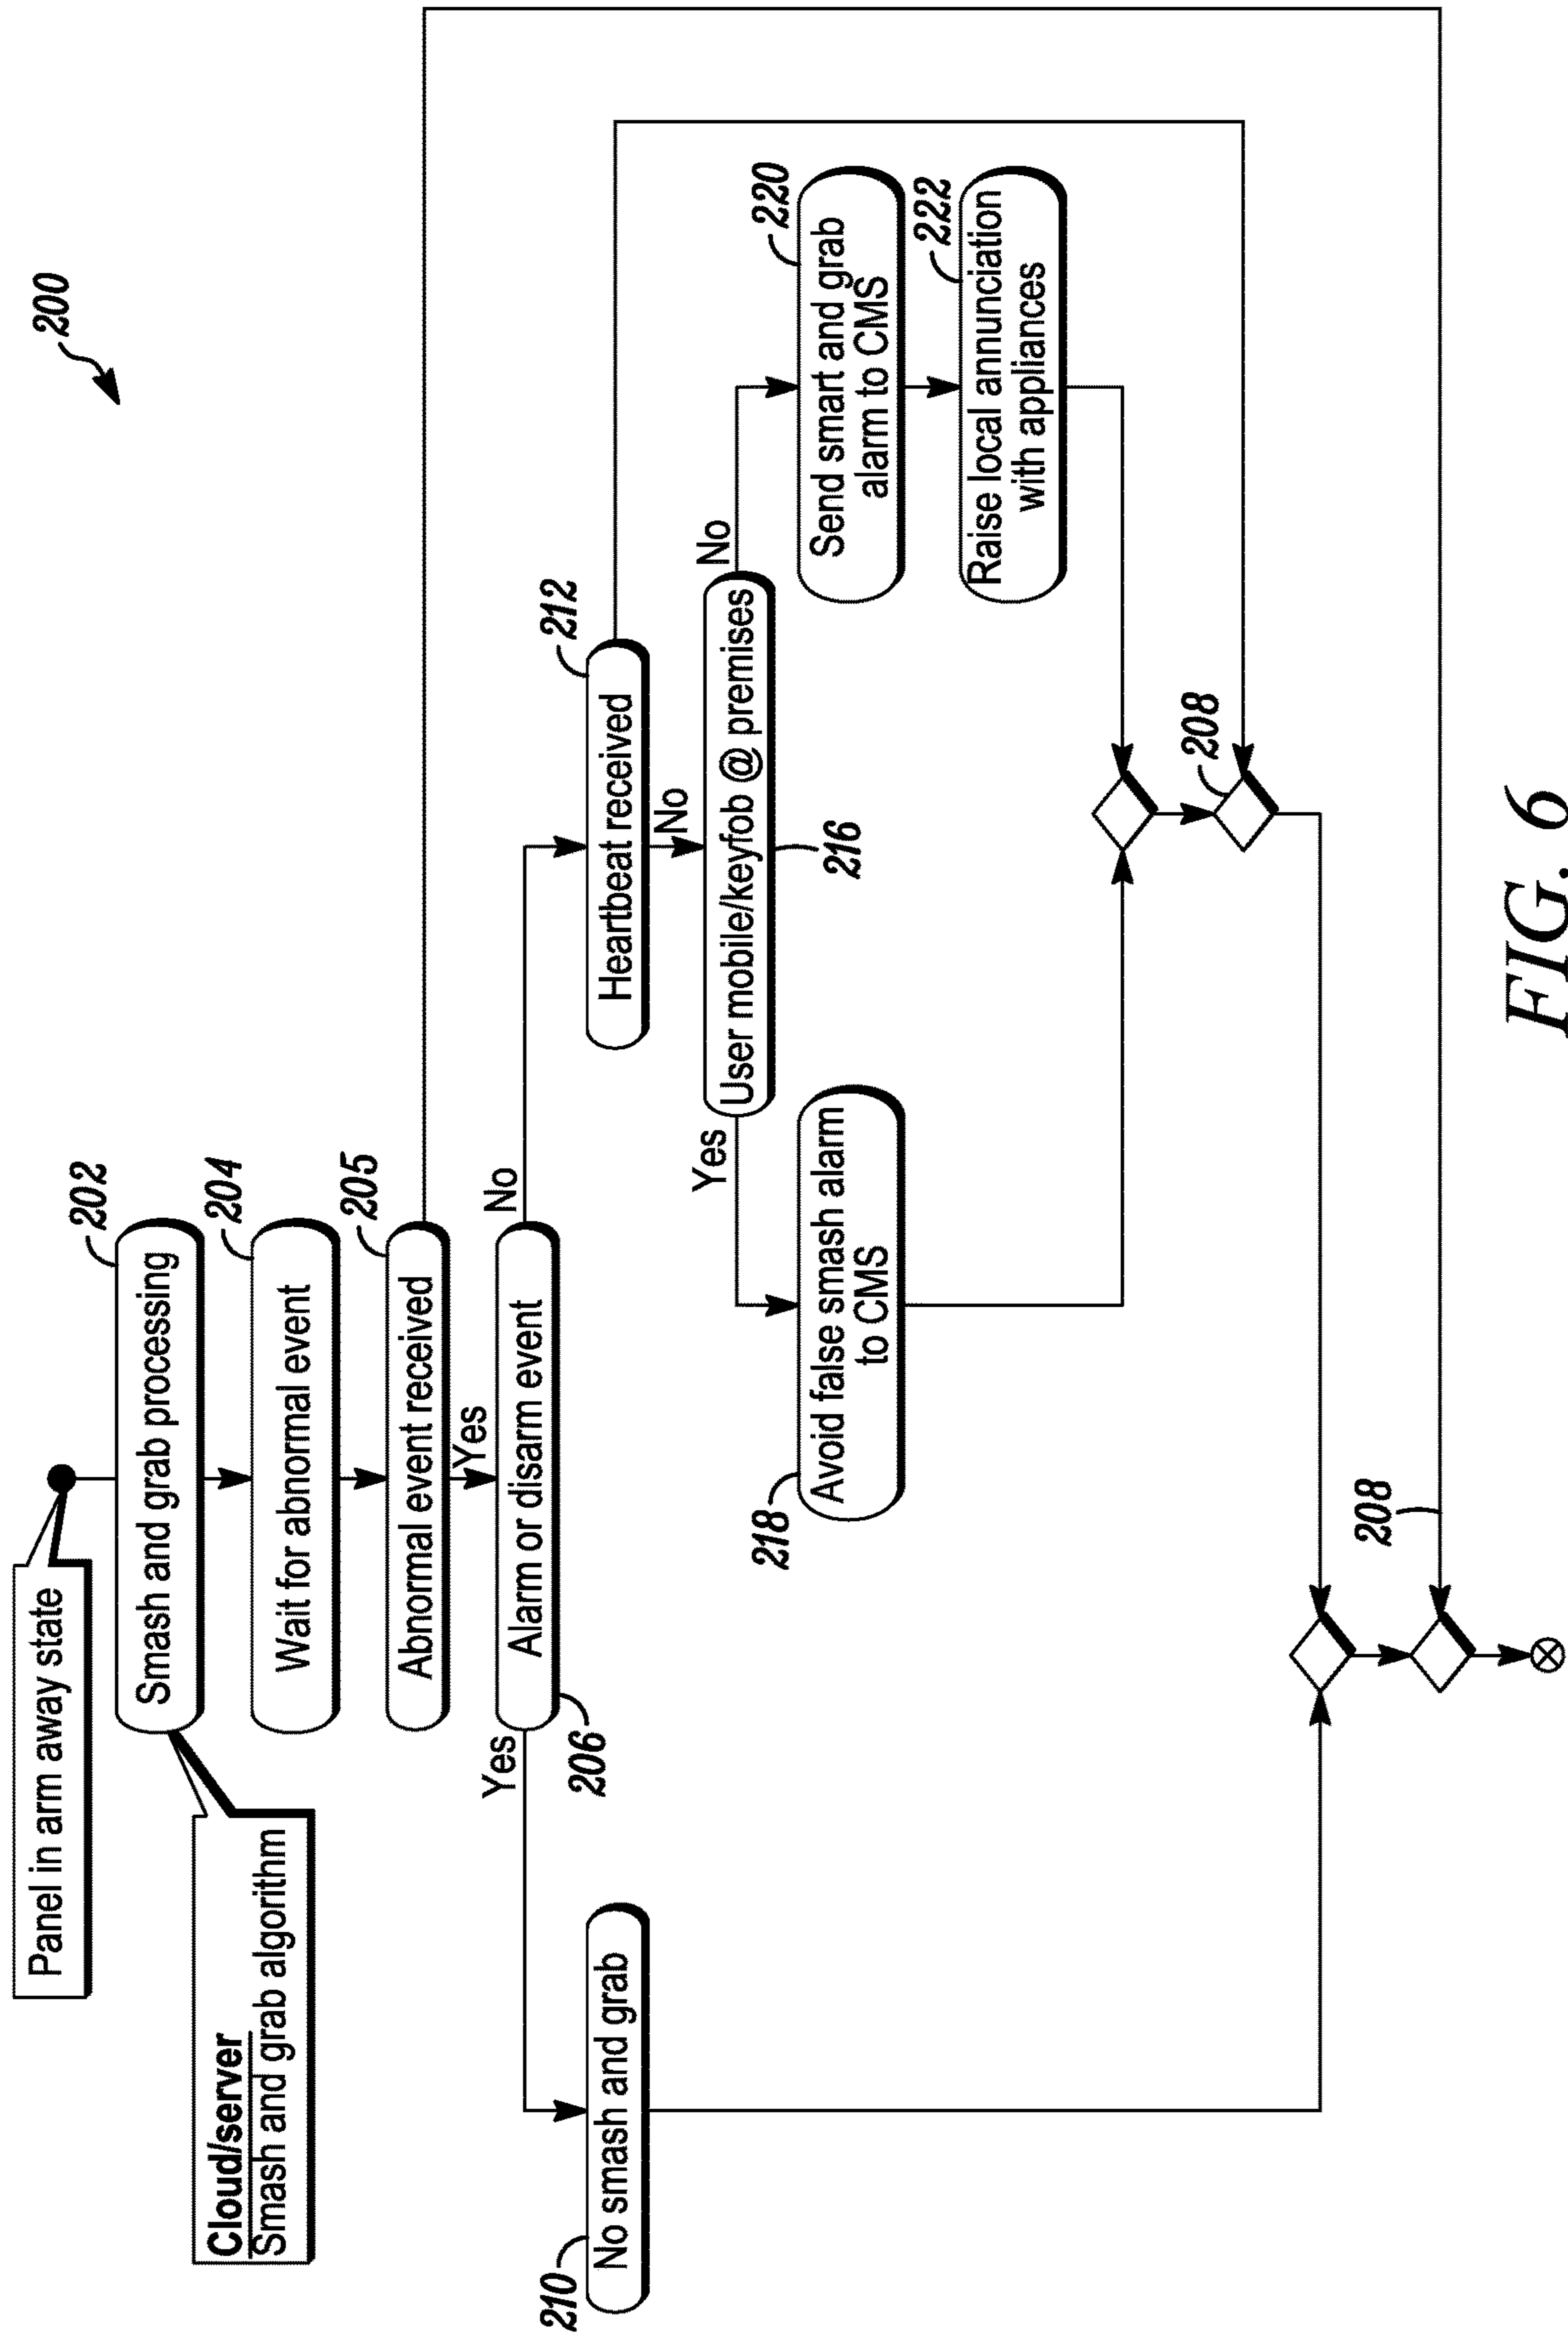 200
Panel in arm away state
202
Smash and grab processing
Cloud/server
Smash and grab algorithm
204
Wait for abnormal event
205
Abnormal event received
Yes
Alarm or disarm event
206
Yes
No
210
No smash and grab
212
Heartbeat received
No
User mobile/keyfob @ premises
216
Yes
No
218
Avoid false smash alarm
to CMS
220
Send smart and grab
alarm to CMS
222
Raise local annunciation
with appliances
208
208
FIG. 6